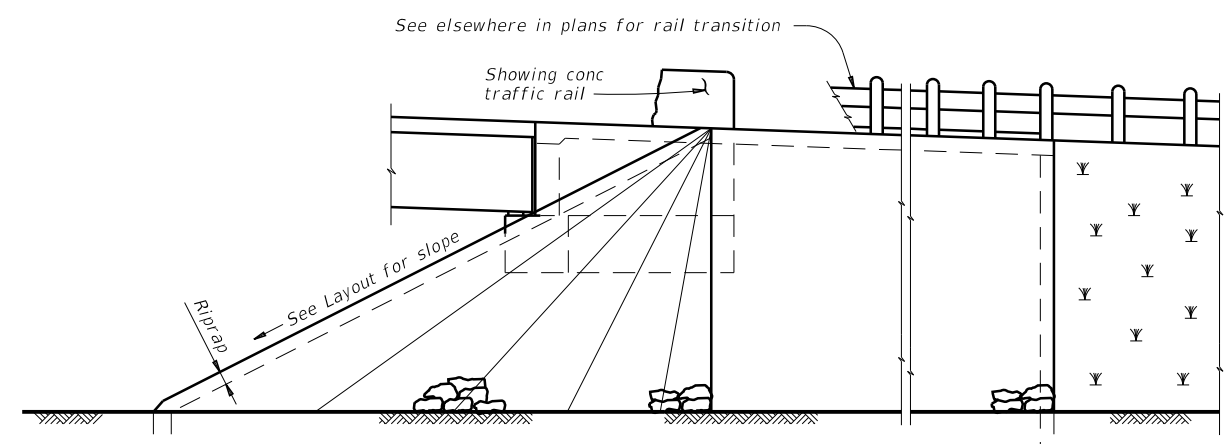 See elsewhere in plans for rail transition
Showing conc
traffic rail
See Layout for slope
Riprap